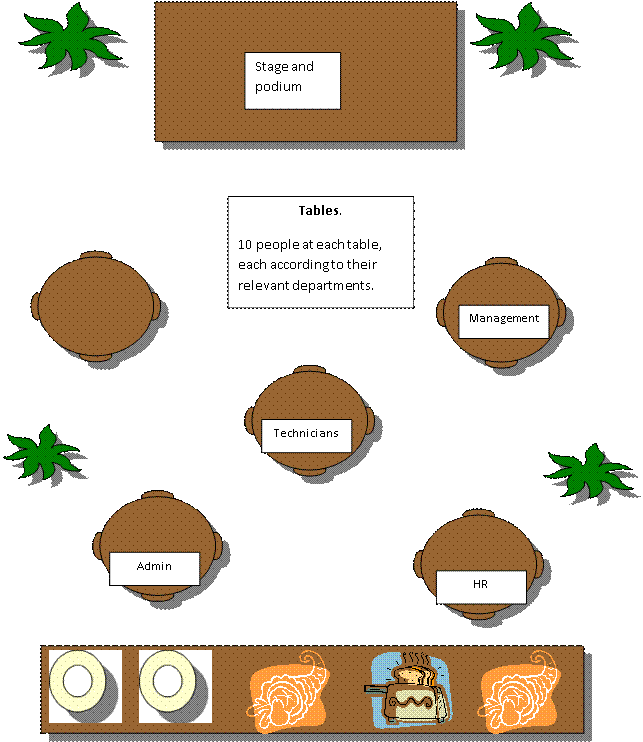 Stage and
podium
Tables.
10 people at each table,
each according to their
relevant departments.
Management
Technicians
Admin
HR